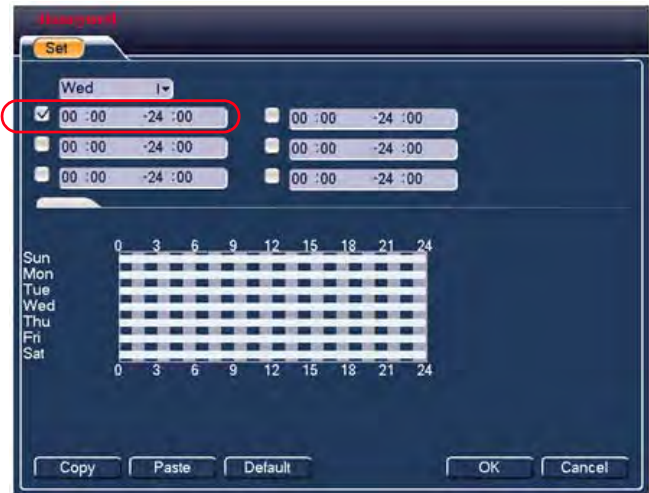 Set
Wed
00 :00 -24 :00 00 :00 -24 :00
00 :00 -24 :00 00 :00 -24 :00
00 :00 -24 :00 00 :00 -24 :00
0 3 6 9 12 15 18 21 24
Sun
Mon
Tue
Wed
Thu
Fri
Sat
0 3 6 9 12 15 18 21 24
Copy Paste Default OK Cancel